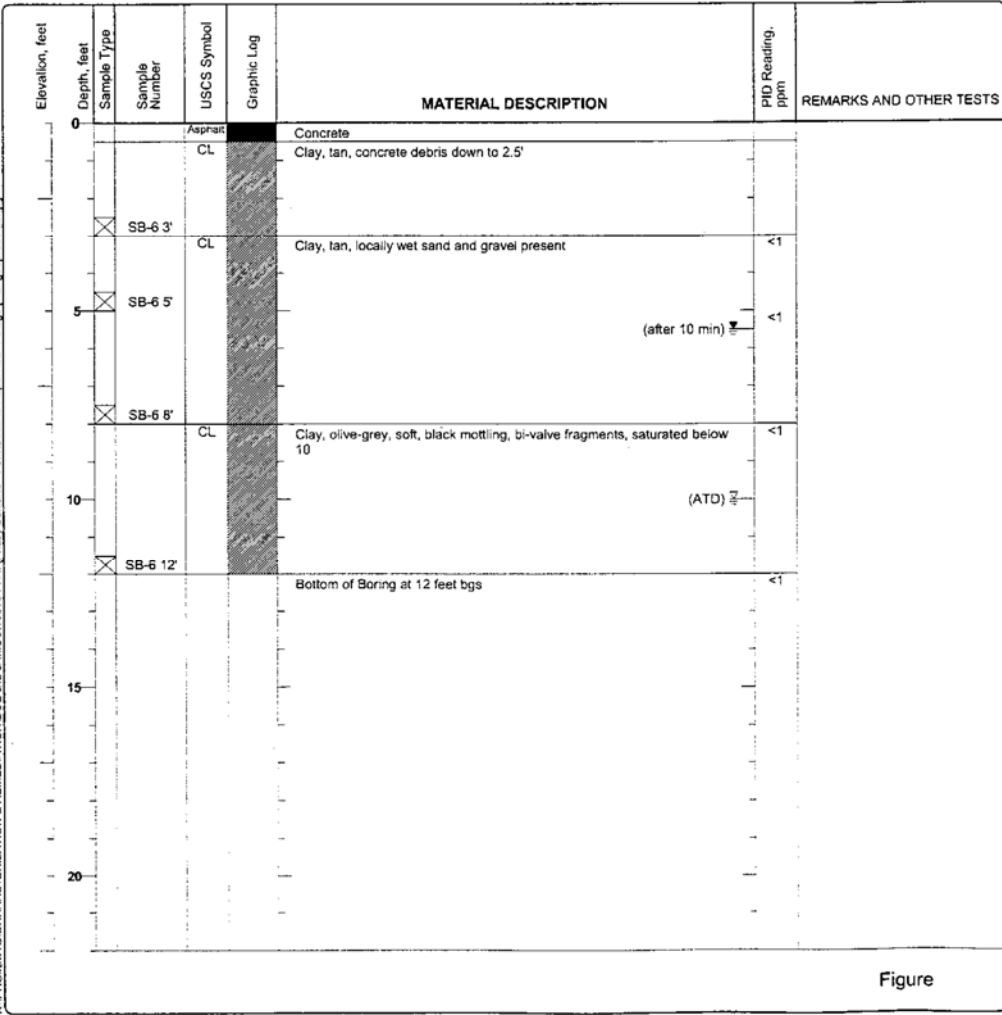 Elevation, feet
Depth, feet
Sample Type
Sample
Number
USCS Symbol
Graphic Log
MATERIAL DESCRIPTION
PID Reading,
ppm
REMARKS AND OTHER TESTS
0
Asphalt
Concrete
CL
Clay, tan, concrete debris down to 2.5'
SB-6 3'
CL
Clay, tan, locally wet sand and gravel present
<1
SB-6 5'
5
<1
(after 10 min)
SB-6 8'
CL
Clay, olive-grey, soft, black mottling, bi-valve fragments, saturated below
10
<1
10
(ATD)
SB-6 12'
Bottom of Boring at 12 feet bgs
<1
15
20
Figure